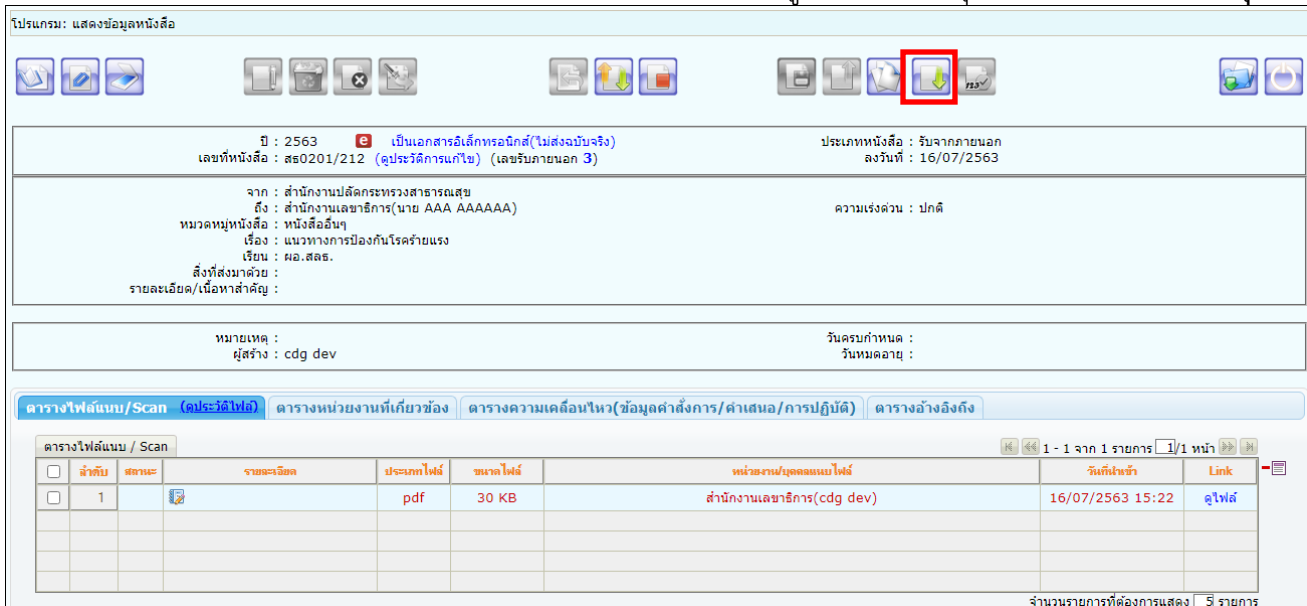 โปรแกรม: แสดงข้อมูลหนังสือ
nsv
ปี : 2563 e เป็นเอกสารอิเล็กทรอนิกส์(ไม่ส่งฉบับจริง) ประเภทหนังสือ : รับจากภายนอก
เลขที่หนังสือ : สธ0201/212 (ดูประวัติการแก้ไข) (เลขรับภายนอก 3) ลงวันที่ : 16/07/2563
จาก : สำนักงานปลัดกระทรวงสาธารณสุข
ถึง : สำนักงานเลขาธิการ(นาย AAA AAAAAA) ความเร่งด่วน : ปกติ
หมวดหมู่หนังสือ : หนังสืออื่นๆ
เรื่อง : แนวทางการป้องกันโรคร้ายแรง
เรียน : ผอ.สลธ.
สิ่งที่ส่งมาด้วย :
รายละเอียด/เนื้อหาสำคัญ :
หมายเหตุ : วันครบกำหนด :
ผู้สร้าง : cdg dev วันหมดอายุ :
ตารางไฟล์แนบ/Scan (ดูประวัติไฟล์) ตารางหน่วยงานที่เกี่ยวข้อง ตารางความเคลื่อนไหว(ข้อมูลคำสั่งการ/คำเสนอ/การปฏิบัติ) ตารางอ้างอิงถึง
ตารางไฟล์แนบ / Scan 1 - 1 จาก 1 รายการ 1/1 หน้า
ลำดับ สถานะ รายละเอียด ประเภทไฟล์ ขนาดไฟล์ หน่วยงาน/บุคคลแนบไฟล์ วันที่นำเข้า Link
1 pdf 30 KB สำนักงานเลขาธิการ(cdg dev) 16/07/2563 15:22 ดูไฟล์
จำนวนรายการที่ต้องการแสดง 5 รายการ